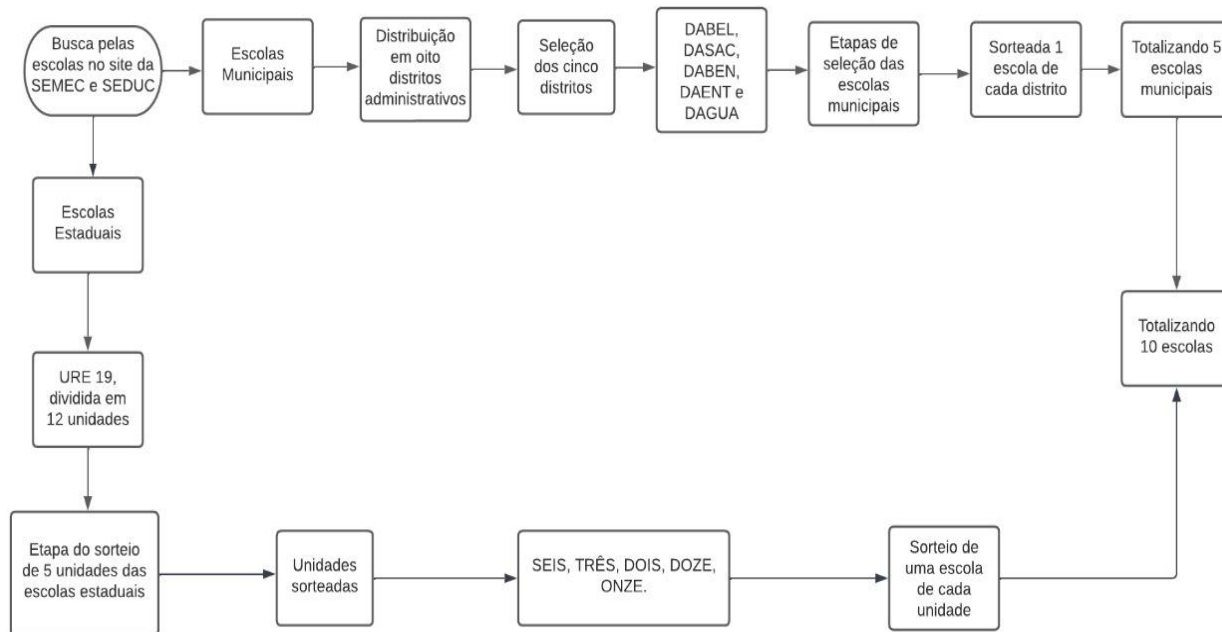 Busca pelas
escolas no site da
SEMEC e SEDUC
Escolas
Municipais
Distribuição
em oito
distritos
administrativos
Seleção
dos cinco
distritos
DABEL,
DASAC,
DABEN,
DAENT e
DAGUA
Etapas de
seleção das
escolas
municipais
Sorteada 1
escola de
cada distrito
Totalizando 5
escolas
municipais
Escolas
Estaduais
Totalizando
10 escolas
URE 19,
dividida em
12 unidades
Etapa do sorteio
de 5 unidades das
escolas estaduais
Unidades
sorteadas
SEIS, TRÊS, DOIS, DOZE,
ONZE.
Sorteio de
uma escola
de cada
unidade